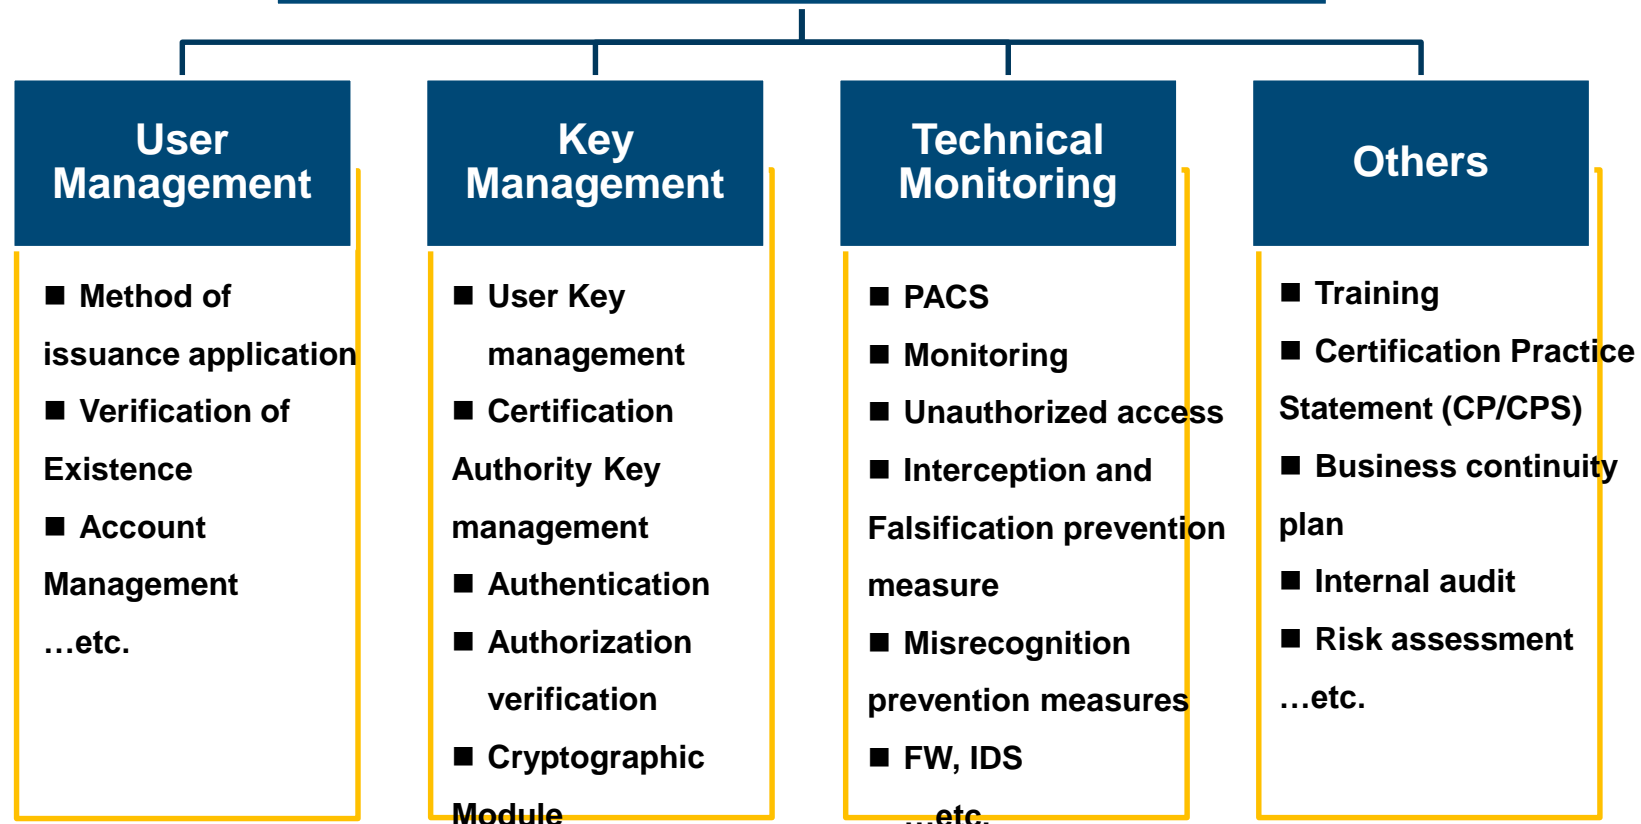 User
Management
■ Method of
issuance application
■ Verification of
Existence
■ Account
Management
…etc.
Key
Management
■ User Key
management
■ Certification
Authority Key
management
■ Authentication
■ Authorization
verification
■ Cryptographic
Module
Technical
Monitoring
■ PACS
■ Monitoring
■ Unauthorized access
■ Interception and
Falsification prevention
measure
■ Misrecognition
prevention measures
■ FW, IDS
…etc.
Others
■ Training
■ Certification Practice
Statement (CP/CPS)
■ Business continuity
plan
■ Internal audit
■ Risk assessment
…etc.